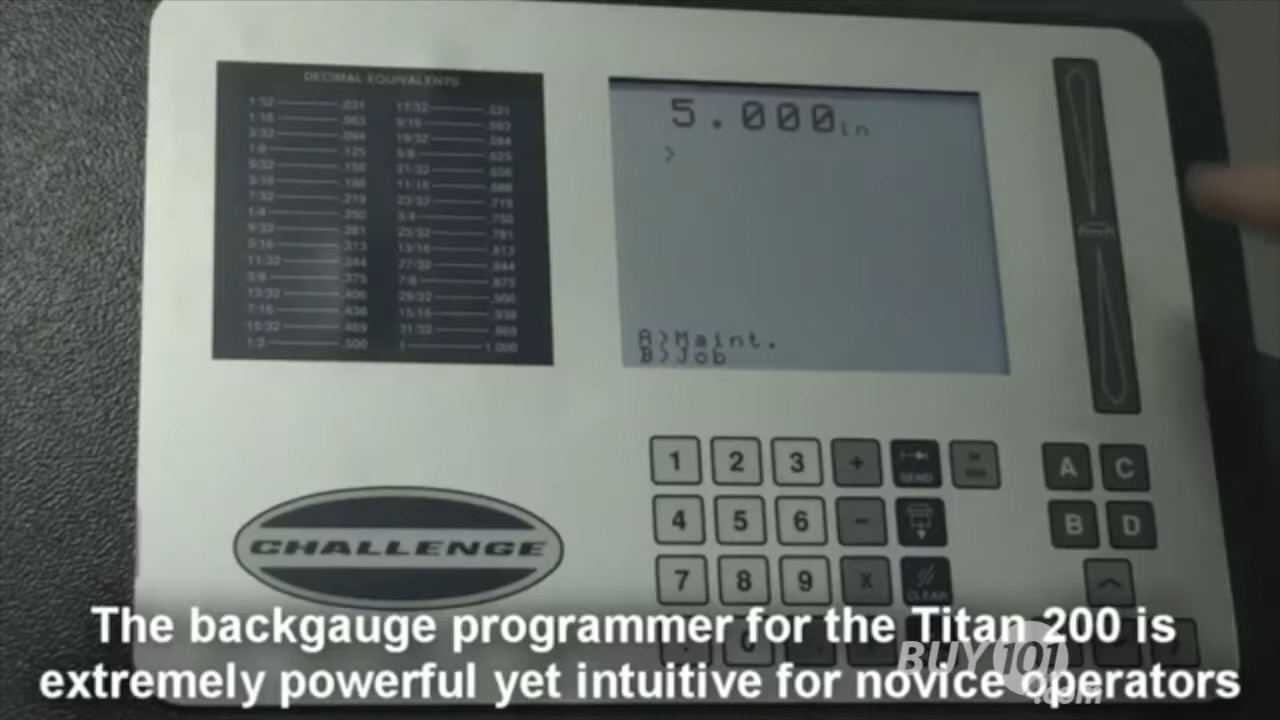 DECIMAL EQUIVALENTS
1/32 .031 17/32 .531
1/16 .063 9/16 .563
3/32 .094 19/32 .594
1/8 .125 5/8 .625
5/32 .156 21/32 .656
3/16 .188 11/16 .688
7/32 .219 23/32 .719
1/4 .250 3/4 .750
9/32 .281 25/32 .781
5/16 .313 13/16 .813
11/32 .344 27/32 .844
3/8 .375 7/8 .875
13/32 .406 29/32 .906
7/16 .438 15/16 .938
15/32 .469 31/32 .969
1/2 .500 1 1.000
5.000in
>
A>Maint.
B>Job
1 2 3 + SEND
A C
4 5 6 -
B D
7 8 9 x CLEAR
0
CHALLENGE
The backgauge programmer for the Titan 200 is
extremely powerful yet intuitive for novice operators
BUY101
.com